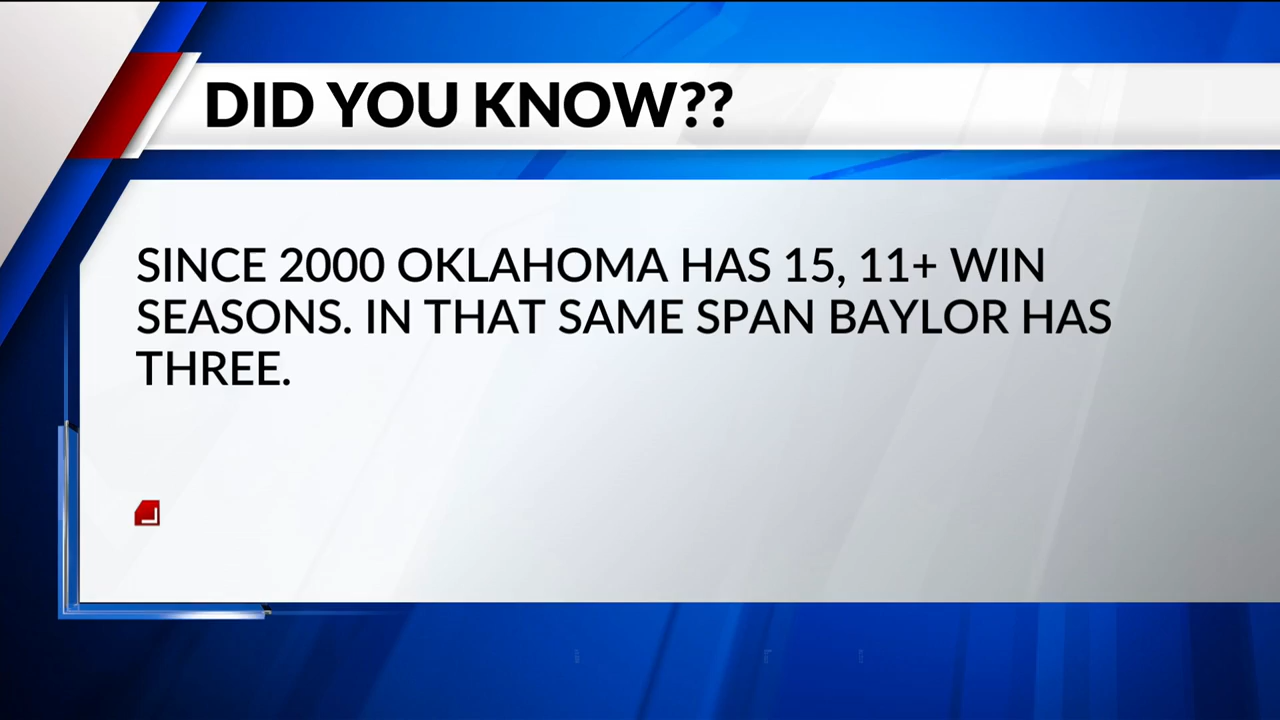 DID YOU KNOW??
SINCE 2000 OKLAHOMA HAS 15, 11+ WIN
SEASONS. IN THAT SAME SPAN BAYLOR HAS
THREE.